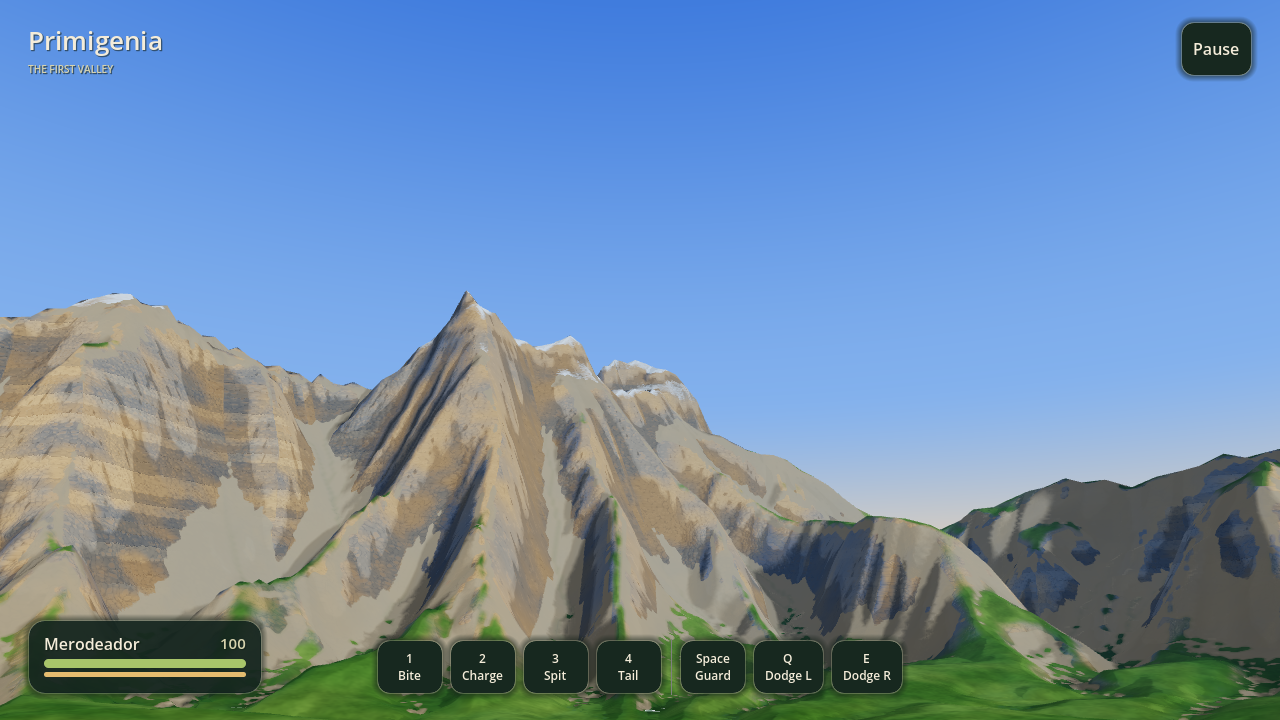 Primigenia
THE FIRST VALLEY
Pause
Merodeador 100
1
Bite
2
Charge
3
Spit
4
Tail
Space
Guard
Q
Dodge L
E
Dodge R